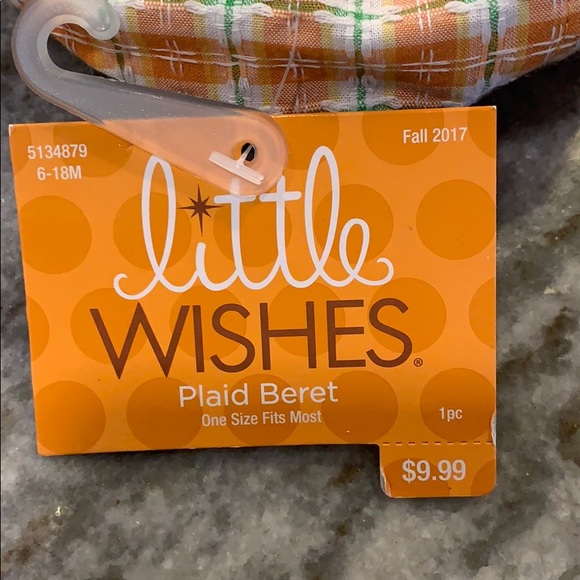 5134879
Fall 2017
6-18M
little
WISHES®
Plaid Beret
One Size Fits Most
1pc
$9.99